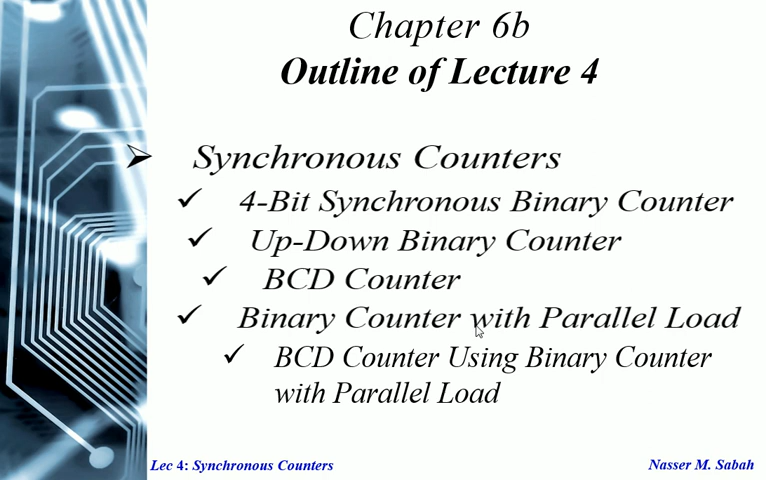 Chapter 6b
Outline of Lecture 4
Synchronous Counters
4-Bit Synchronous Binary Counter
Up-Down Binary Counter
BCD Counter
Binary Counter with Parallel Load
BCD Counter Using Binary Counter
with Parallel Load
Lec 4: Synchronous Counters
Nasser M. Sabah